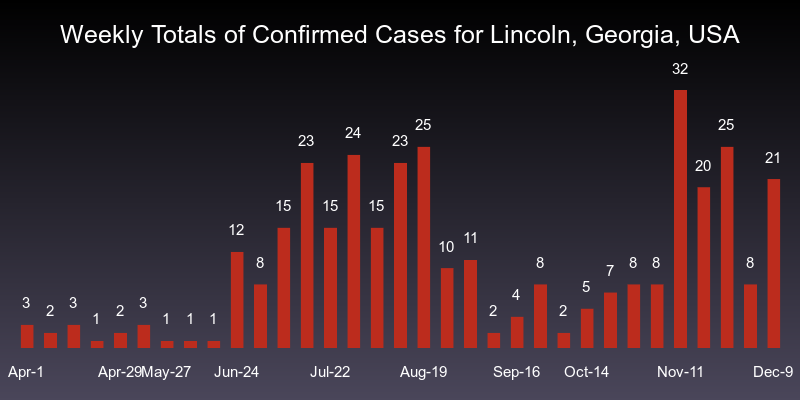 Weekly Totals of Confirmed Cases for Lincoln, Georgia, USA
3 2 3 1 2 3 1 1 1 12 8 15 23 15 24 15 23 25 10 11 2 4 8 2 5 7 8 8 32 20 25 8 21
Apr-1 Apr-29 May-27 Jun-24 Jul-22 Aug-19 Sep-16 Oct-14 Nov-11 Dec-9